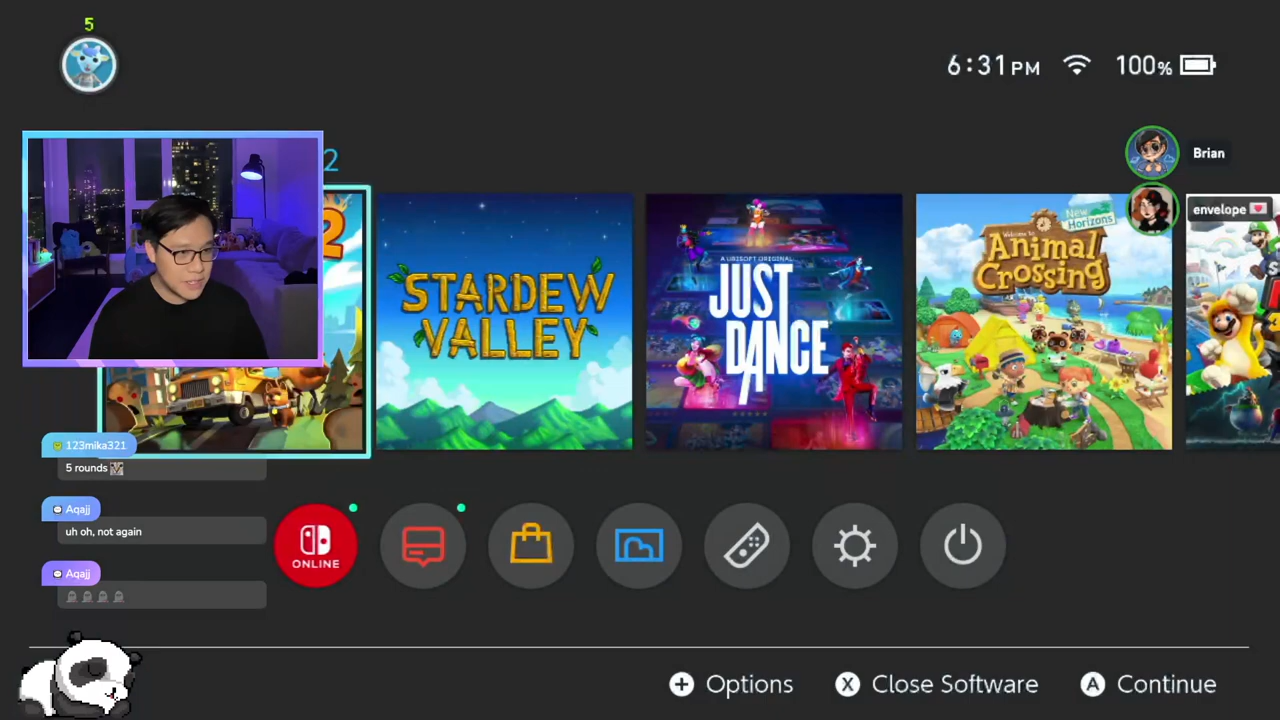 5
6:31 PM
100%
2
Brian
envelope
2
STARDEW
VALLEY
A UBISOFT ORIGINAL
JUST
DANCE
Welcome to
New
Horizons
Animal
Crossing
123mika321
5 rounds
Aqajj
uh oh, not again
Aqajj
ONLINE
+ Options
X Close Software
A Continue